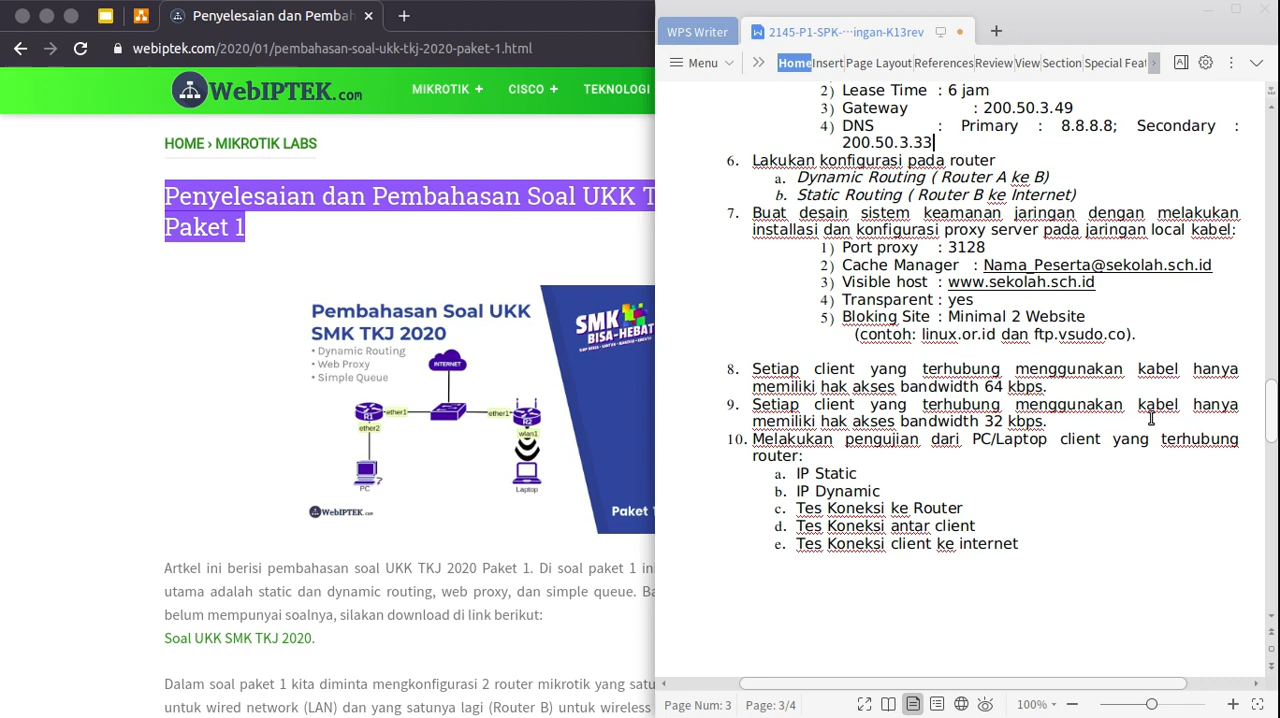 Penyelesaian dan Pembah
webiptek.com/2020/01/pembahasan-soal-ukk-tkj-2020-paket-1.html
WebIPTEK.com
MIKROTIK +
CISCO +
TEKNOLOGI
HOME › MIKROTIK LABS
Penyelesaian dan Pembahasan Soal UKK T
Paket 1
Pembahasan Soal UKK
SMK TKJ 2020
• Dynamic Routing
• Web Proxy
• Simple Queue
SMK
BISA-HEBAT
INTERNET
R1
ether1
ether1
R2
ether2
wlan1
PC
Laptop
WebIPTEK.com
Paket 1
Artkel ini berisi pembahasan soal UKK TKJ 2020 Paket 1. Di soal paket 1 in
utama adalah static dan dynamic routing, web proxy, dan simple queue. Ba
belum mempunyai soalnya, silakan download di link berikut:
Soal UKK SMK TKJ 2020.
Dalam soal paket 1 kita diminta mengkonfigurasi 2 router mikrotik yang satu
untuk wired network (LAN) dan yang satunya lagi (Router B) untuk wireless
WPS Writer
2145-P1-SPK-···ingan-K13rev
Menu
Home
Insert
Page Layout
References
Review
View
Section
Special Feat
2) Lease Time : 6 jam
3) Gateway : 200.50.3.49
4) DNS : Primary : 8.8.8.8; Secondary :
200.50.3.33
6. Lakukan konfigurasi pada router
a. Dynamic Routing ( Router A ke B)
b. Static Routing ( Router B ke Internet)
7. Buat desain sistem keamanan jaringan dengan melakukan
installasi dan konfigurasi proxy server pada jaringan local kabel:
1) Port proxy : 3128
2) Cache Manager : Nama_Peserta@sekolah.sch.id
3) Visible host : www.sekolah.sch.id
4) Transparent : yes
5) Bloking Site : Minimal 2 Website
(contoh: linux.or.id dan ftp.vsudo.co).
8. Setiap client yang terhubung menggunakan kabel hanya
memiliki hak akses bandwidth 64 kbps.
9. Setiap client yang terhubung menggunakan kabel hanya
memiliki hak akses bandwidth 32 kbps.
10. Melakukan pengujian dari PC/Laptop client yang terhubung
router:
a. IP Static
b. IP Dynamic
c. Tes Koneksi ke Router
d. Tes Koneksi antar client
e. Tes Koneksi client ke internet
Page Num: 3
Page: 3/4
100%